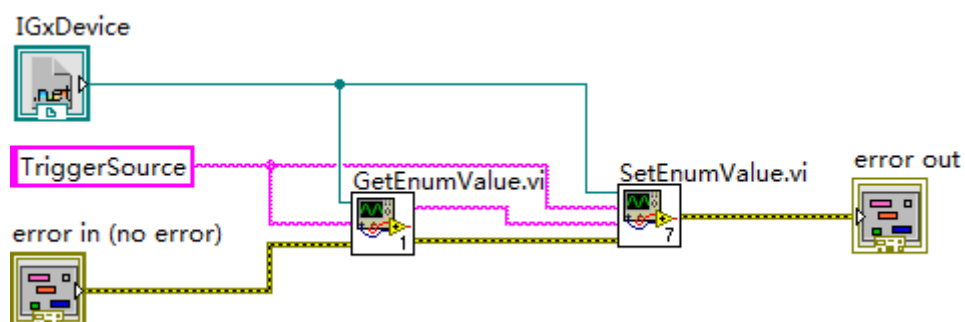 IGxDevice
.net
TriggerSource
GetEnumValue.vi
1
SetEnumValue.vi
7
error in (no error)
error out